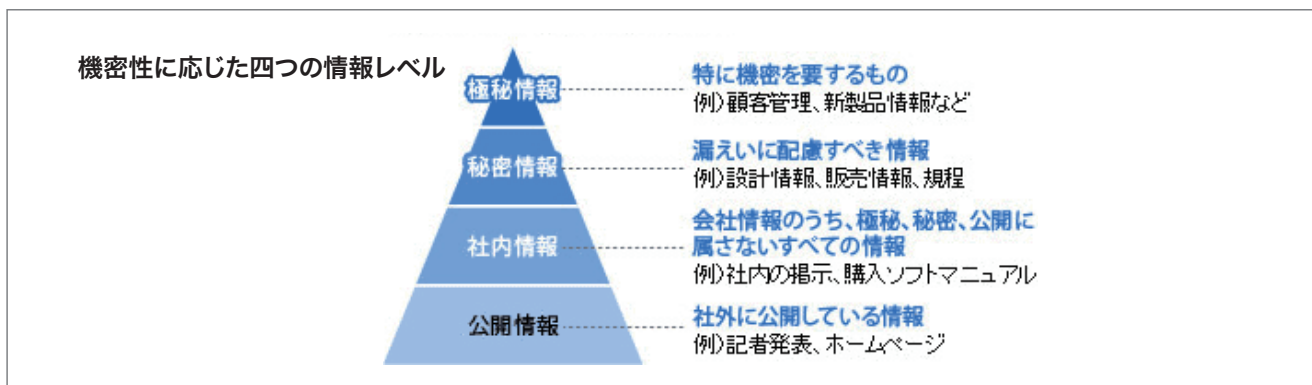 機密性に応じた四つの情報レベル
極秘情報
特に機密を要するもの
例)顧客管理、新製品情報など
秘密情報
漏えいに配慮すべき情報
例)設計情報、販売情報、規程
社内情報
会社情報のうち、極秘、秘密、公開に
属さないすべての情報
例)社内の掲示、購入ソフトマニュアル
公開情報
社外に公開している情報
例)記者発表、ホームページ